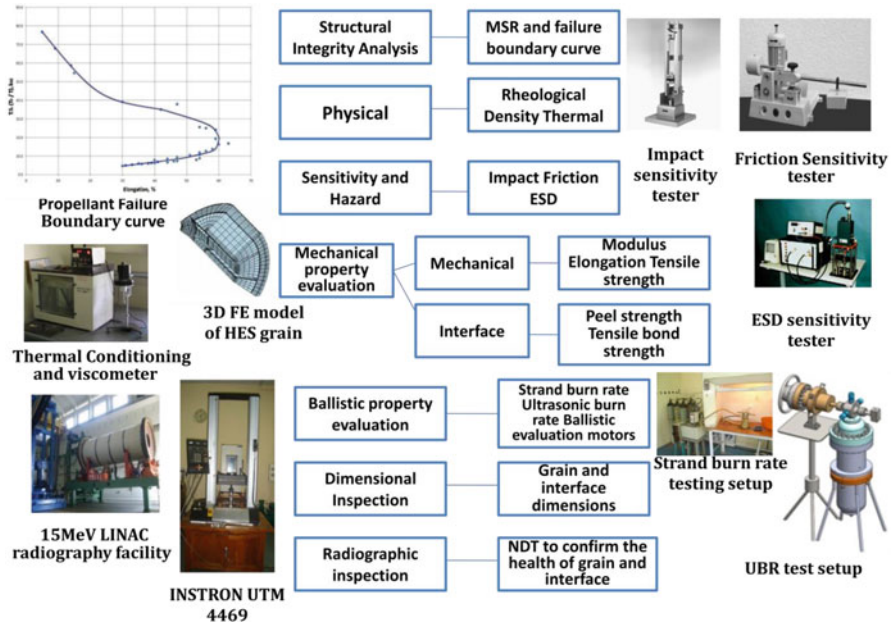 Structural
Integrity Analysis
MSR and failure
boundary curve
Physical
Rheological
Density Thermal
Impact
sensitivity
tester
Friction Sensitivity
tester
Sensitivity and
Hazard
Impact Friction
ESD
Elongation, %
Propellant Failure
Boundary curve
Mechanical
property
evaluation
Mechanical
Modulus
Elongation Tensile
strength
3D FE model
of HES grain
Interface
Peel strength
Tensile bond
strength
ESD sensitivity
tester
Thermal Conditioning
and viscometer
Ballistic property
evaluation
Strand burn rate
Ultrasonic burn
rate Ballistic
evaluation motors
Strand burn rate
testing setup
Dimensional
Inspection
Grain and
interface
dimensions
15MeV LINAC
radiography facility
Radiographic
inspection
NDT to confirm the
health of grain and
interface
UBR test setup
INSTRON UTM
4469